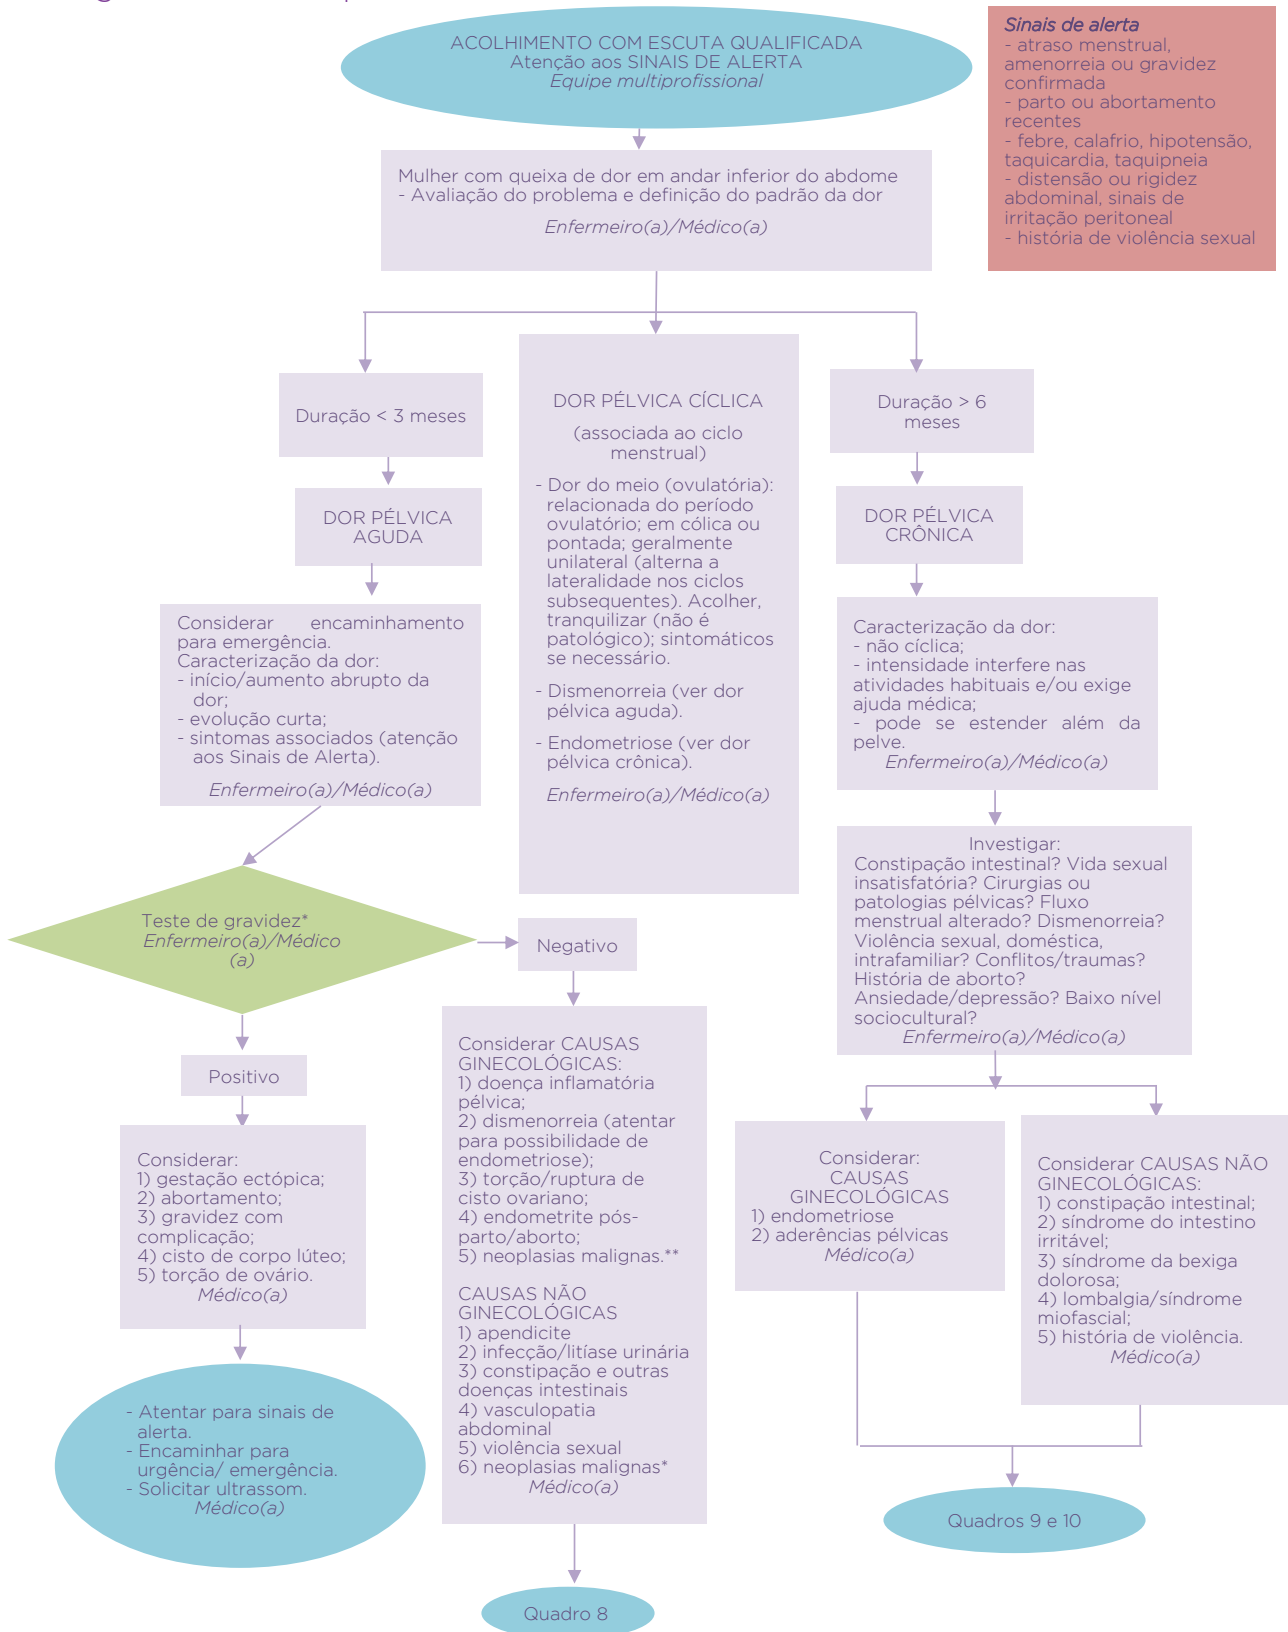 ACOLHIMENTO COM ESCUTA QUALIFICADA
Atenção aos SINAIS DE ALERTA
Equipe multiprofissional
Sinais de alerta
- atraso menstrual,
amenorreia ou gravidez
confirmada
- parto ou abortamento
recentes
- febre, calafrio, hipotensão,
taquicardia, taquipneia
- distensão ou rigidez
abdominal, sinais de
irritação peritoneal
- história de violência sexual
Mulher com queixa de dor em andar inferior do abdome
- Avaliação do problema e definição do padrão da dor
Enfermeiro(a)/Médico(a)
Duração < 3 meses
DOR PÉLVICA
AGUDA
Considerar encaminhamento
para emergência.
Caracterização da dor:
- início/aumento abrupto da
dor;
- evolução curta;
- sintomas associados (atenção
aos Sinais de Alerta).
Enfermeiro(a)/Médico(a)
DOR PÉLVICA CÍCLICA
(associada ao ciclo
menstrual)
- Dor do meio (ovulatória):
relacionada do período
ovulatório; em cólica ou
pontada; geralmente
unilateral (alterna a
lateralidade nos ciclos
subsequentes). Acolher,
tranquilizar (não é
patológico); sintomáticos
se necessário.
- Dismenorreia (ver dor
pélvica aguda).
- Endometriose (ver dor
pélvica crônica).
Enfermeiro(a)/Médico(a)
Duração > 6
meses
DOR PÉLVICA
CRÔNICA
Caracterização da dor:
- não cíclica;
- intensidade interfere nas
atividades habituais e/ou exige
ajuda médica;
- pode se estender além da
pelve.
Enfermeiro(a)/Médico(a)
Investigar:
Constipação intestinal? Vida sexual
insatisfatória? Cirurgias ou
patologias pélvicas? Fluxo
menstrual alterado? Dismenorreia?
Violência sexual, doméstica,
intrafamiliar? Conflitos/traumas?
História de aborto?
Ansiedade/depressão? Baixo nível
sociocultural?
Enfermeiro(a)/Médico(a)
Teste de gravidez*
Enfermeiro(a)/Médico
(a)
Negativo
Positivo
Considerar:
1) gestação ectópica;
2) abortamento;
3) gravidez com
complicação;
4) cisto de corpo lúteo;
5) torção de ovário.
Médico(a)
- Atentar para sinais de
alerta.
- Encaminhar para
urgência/ emergência.
- Solicitar ultrassom.
Médico(a)
Considerar CAUSAS
GINECOLÓGICAS:
1) doença inflamatória
pélvica;
2) dismenorreia (atentar
para possibilidade de
endometriose);
3) torção/ruptura de
cisto ovariano;
4) endometrite pós-
parto/aborto;
5) neoplasias malignas.**
CAUSAS NÃO
GINECOLÓGICAS
1) apendicite
2) infecção/litíase urinária
3) constipação e outras
doenças intestinais
4) vasculopatia
abdominal
5) violência sexual
6) neoplasias malignas*
Médico(a)
Quadro 8
Considerar:
CAUSAS
GINECOLÓGICAS
1) endometriose
2) aderências pélvicas
Médico(a)
Considerar CAUSAS NÃO
GINECOLÓGICAS:
1) constipação intestinal;
2) síndrome do intestino
irritável;
3) síndrome da bexiga
dolorosa;
4) lombalgia/síndrome
miofascial;
5) história de violência.
Médico(a)
Quadros 9 e 10